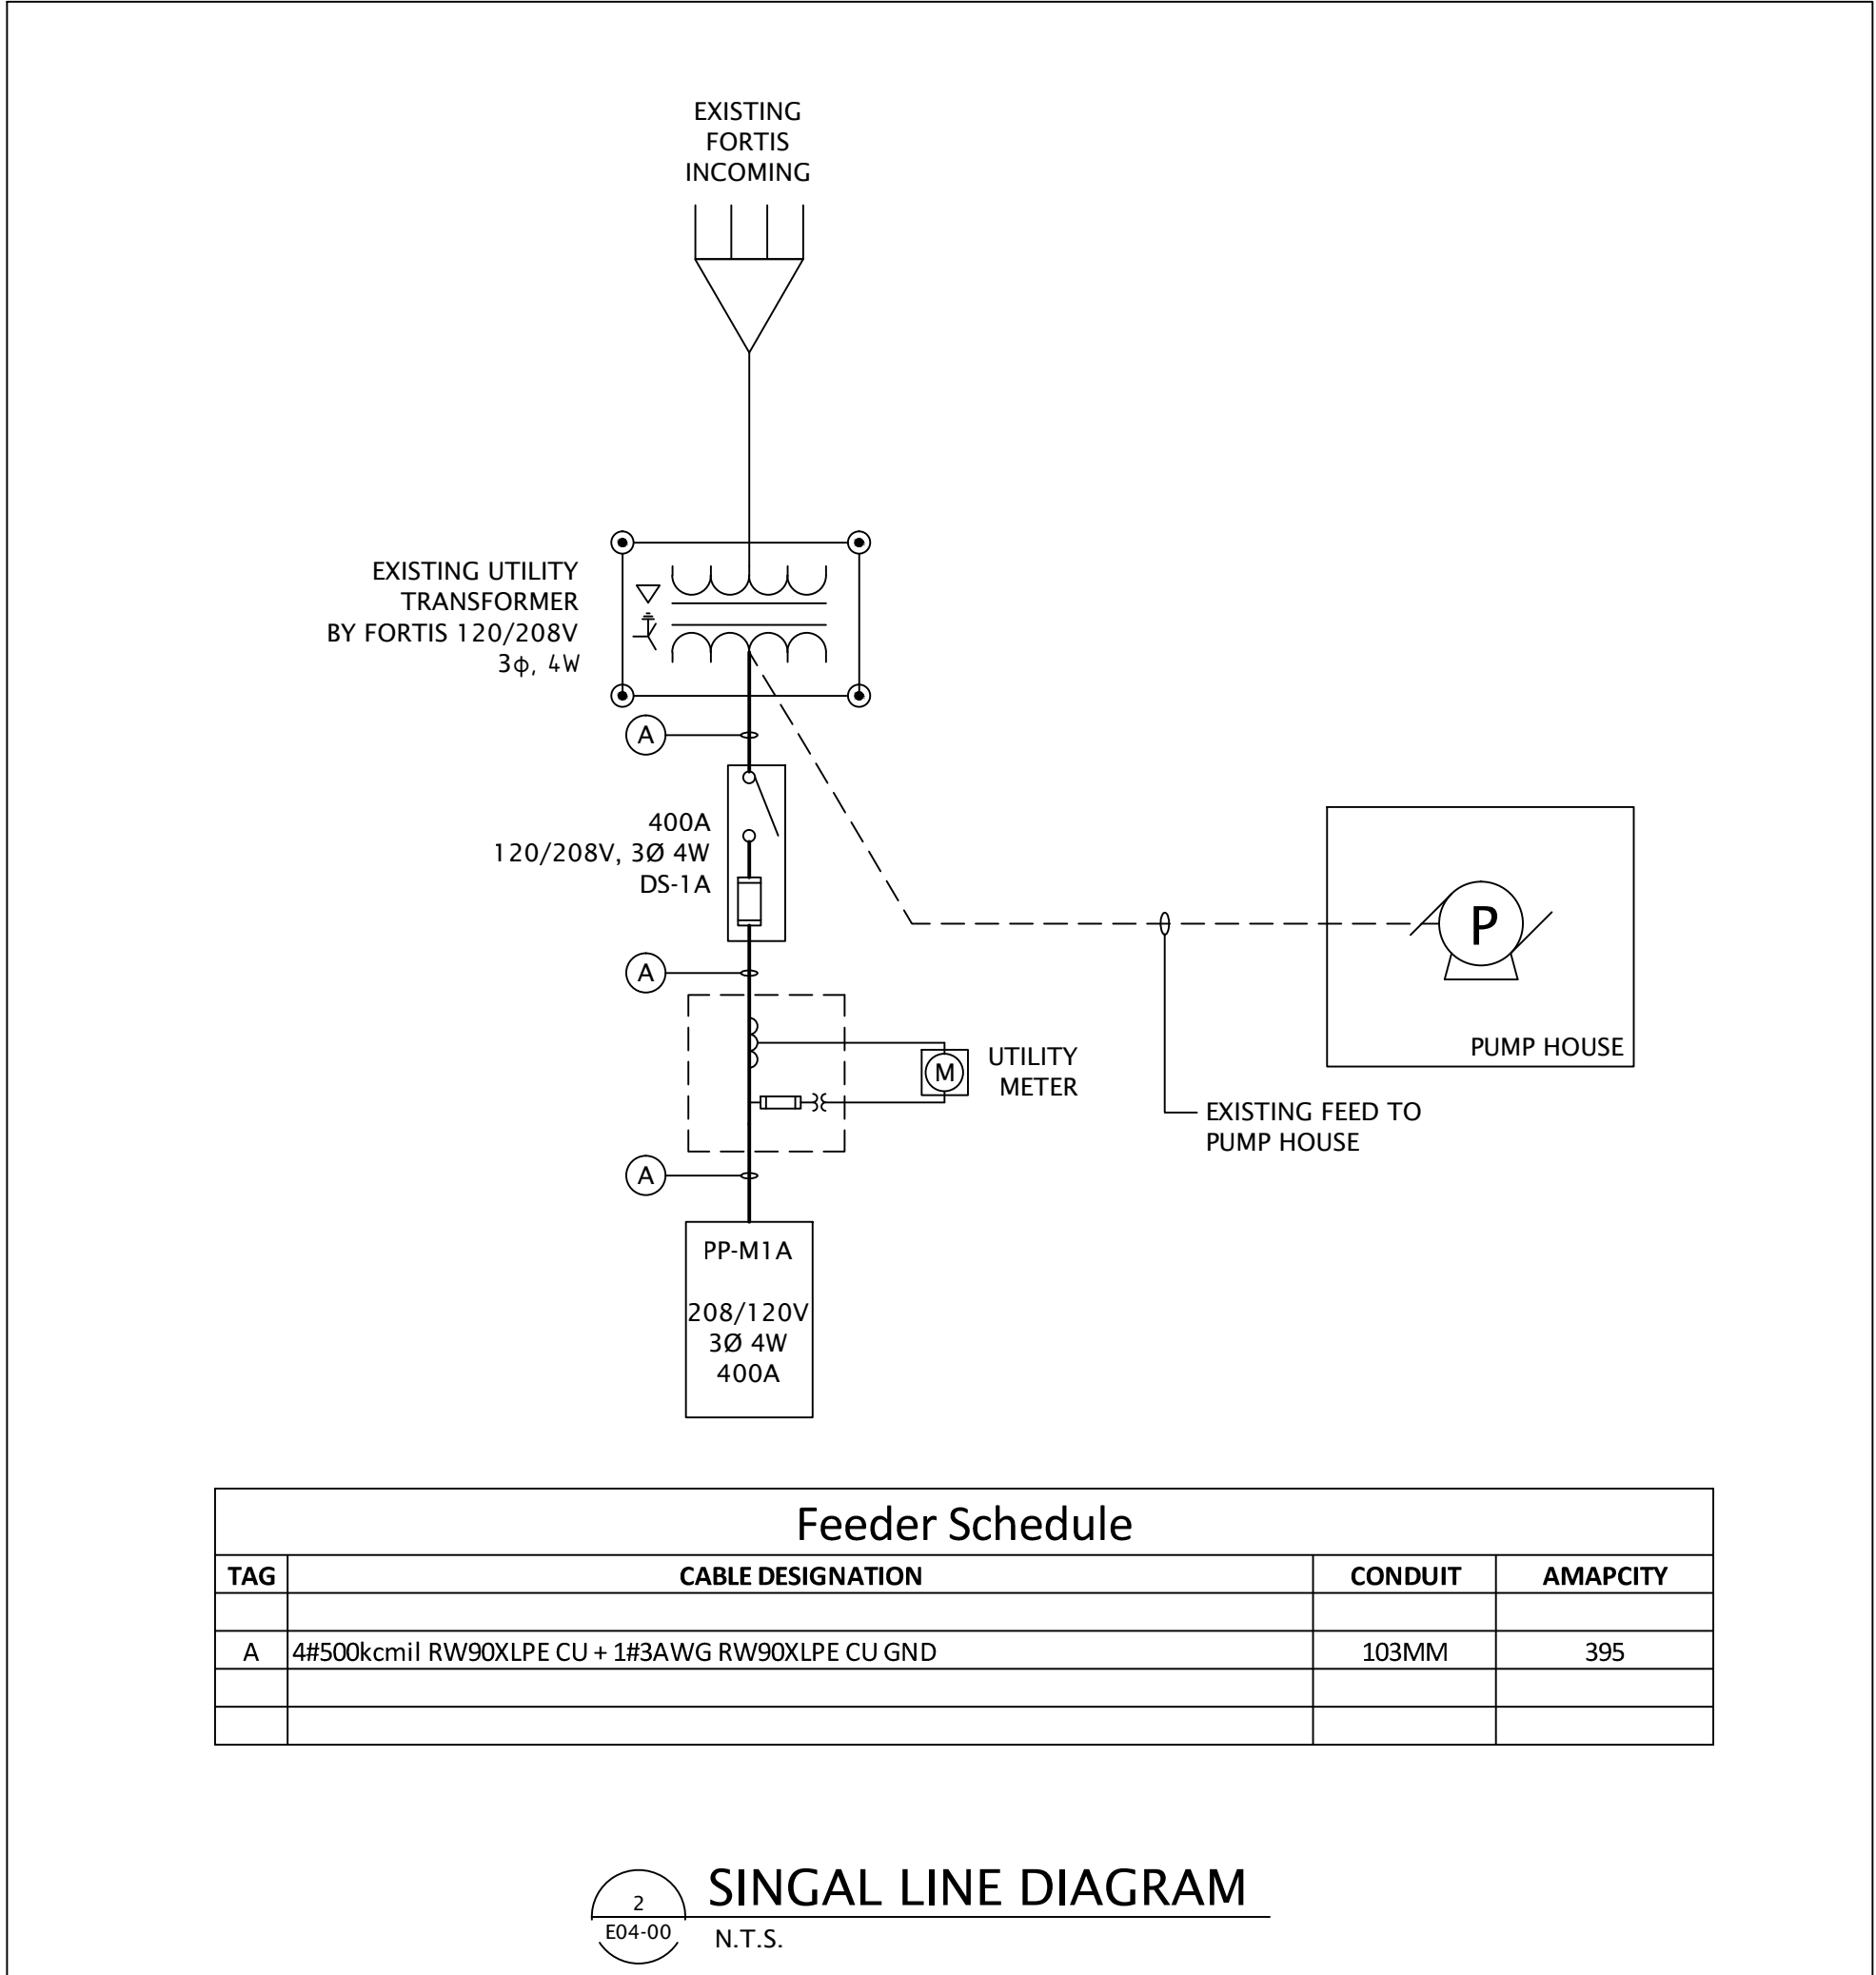 EXISTING
FORTIS
INCOMING
EXISTING UTILITY
TRANSFORMER
BY FORTIS 120/208V
3ϕ, 4W
A
400A
120/208V, 3Ø 4W
DS-1A
P
PUMP HOUSE
A
UTILITY
METER
M
EXISTING FEED TO
PUMP HOUSE
A
PP-M1A
208/120V
3Ø 4W
400A
Feeder Schedule
TAG CABLE DESIGNATION CONDUIT AMAPCITY
A 4#500kcmil RW90XLPE CU + 1#3AWG RW90XLPE CU GND 103MM 395
2
E04-00
SINGAL LINE DIAGRAM
N.T.S.